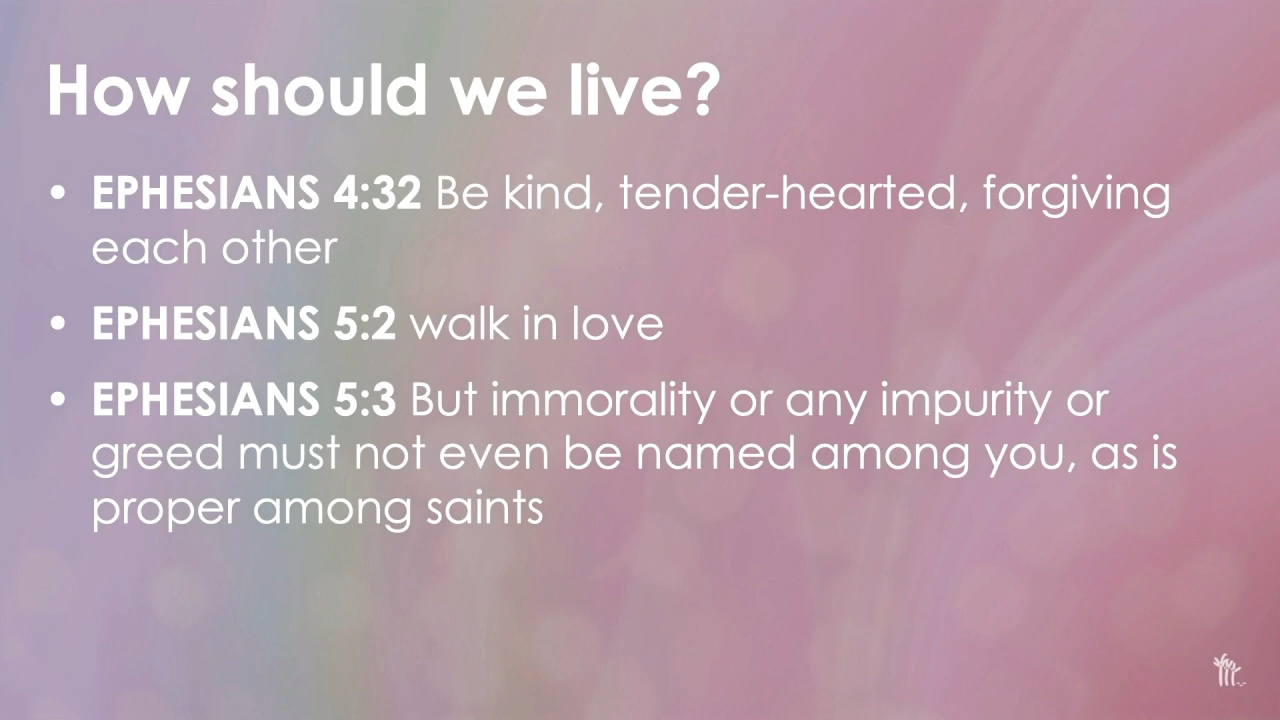 How should we live?
• EPHESIANS 4:32 Be kind, tender-hearted, forgiving
each other
• EPHESIANS 5:2 walk in love
• EPHESIANS 5:3 But immorality or any impurity or
greed must not even be named among you, as is
proper among saints